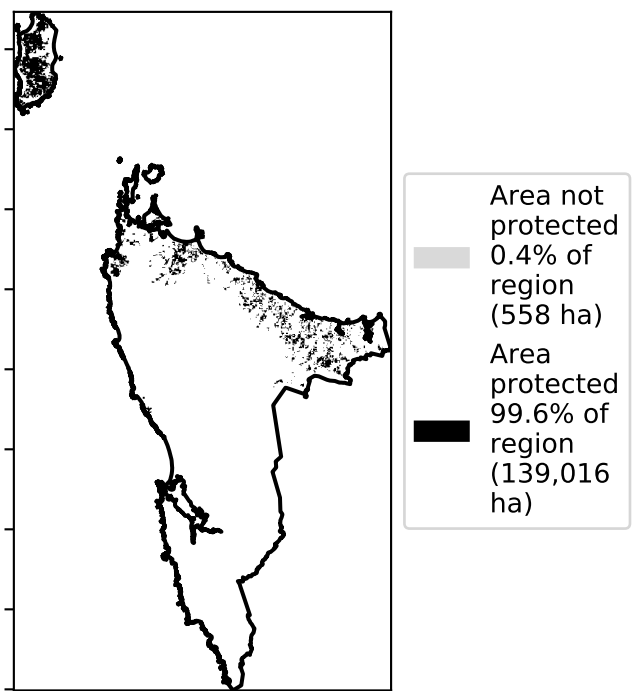 Area not
protected
0.4% of
region
(558 ha)
Area
protected
99.6% of
region
(139,016
ha)